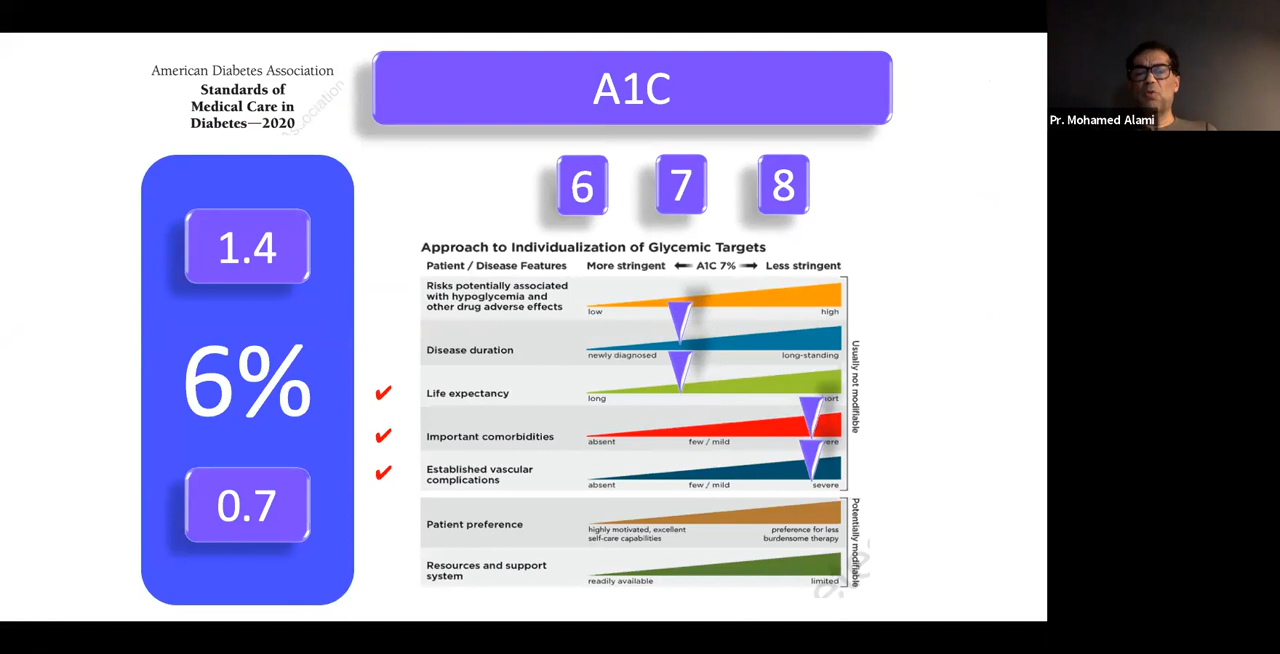 American Diabetes Association
Standards of
Medical Care in
Diabetes—2020
A1C
Pr. Mohamed Alami
6 7 8
1.4
6%
0.7
Approach to Individualization of Glycemic Targets
Patient / Disease Features More stringent A1C 7% Less stringent
Risks potentially associated
with hypoglycemia and
other drug adverse effects
low high
Disease duration
newly diagnosed long-standing
Life expectancy
long
Important comorbidities
absent few / mild
Established vascular
complications
absent few / mild severe
Usually not modifiable
Patient preference
highly motivated, excellent
self-care capabilities
preference for less
burdensome therapy
Resources and support
system
readily available limited
Potentially modifiable